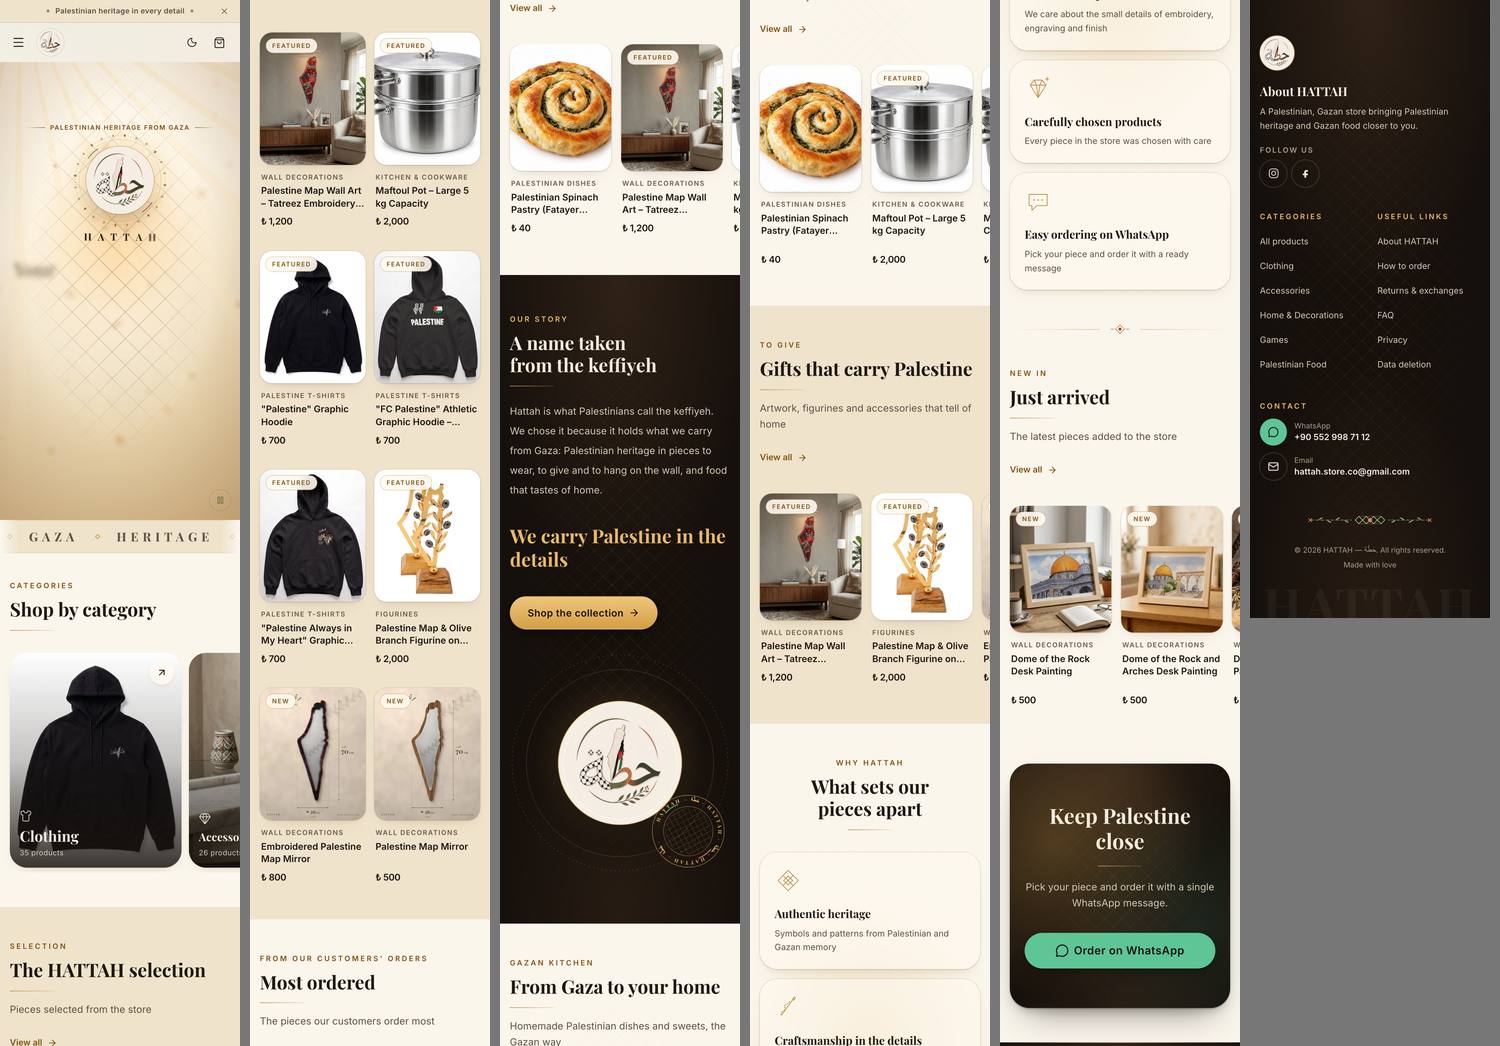 Palestinian heritage in every detail
PALESTINIAN HERITAGE FROM GAZA
حطة
HATTAH
Your
GAZA
HERITAGE
CATEGORIES
Shop by category
Clothing
35 products
26 products
SELECTION
The HATTAH selection
Pieces selected from the store
View all
FEATURED
FEATURED
WALL DECORATIONS
Palestine Map Wall Art
– Tatreez Embroidery...
₺ 1,200
KITCHEN & COOKWARE
Maftoul Pot – Large 5
kg Capacity
₺ 2,000
FEATURED
FEATURED
PALESTINE
PALESTINE T-SHIRTS
"Palestine" Graphic
Hoodie
₺ 700
PALESTINE T-SHIRTS
"FC Palestine" Athletic
Graphic Hoodie –...
₺ 700
FEATURED
FEATURED
PALESTINE T-SHIRTS
"Palestine Always in
My Heart" Graphic...
₺ 700
FIGURINES
Palestine Map & Olive
Branch Figurine on...
₺ 2,000
NEW
NEW
70
70
WALL DECORATIONS
Embroidered Palestine
Map Mirror
₺ 800
WALL DECORATIONS
Palestine Map Mirror
₺ 500
FROM OUR CUSTOMERS' ORDERS
Most ordered
The pieces our customers order most
View all
FEATURED
PALESTINIAN DISHES
Palestinian Spinach
Pastry (Fatayer...
₺ 40
WALL DECORATIONS
Palestine Map Wall
Art – Tatreez...
₺ 1,200
OUR STORY
A name taken
from the keffiyeh
Hattah is what Palestinians call the keffiyeh.
We chose it because it holds what we carry
from Gaza: Palestinian heritage in pieces to
wear, to give and to hang on the wall, and food
that tastes of home.
We carry Palestine in the
details
Shop the collection
حطة
HATTAH
GAZAN KITCHEN
From Gaza to your home
Homemade Palestinian dishes and sweets, the
Gazan way
View all
FEATURED
PALESTINIAN DISHES
Palestinian Spinach
Pastry (Fatayer...
₺ 40
KITCHEN & COOKWARE
Maftoul Pot – Large 5
kg Capacity
₺ 2,000
TO GIVE
Gifts that carry Palestine
Artwork, figurines and accessories that tell of
home
View all
FEATURED
FEATURED
WALL DECORATIONS
Palestine Map Wall
Art – Tatreez...
₺ 1,200
FIGURINES
Palestine Map & Olive
Branch Figurine on...
₺ 2,000
WHY HATTAH
What sets our
pieces apart
Authentic heritage
Symbols and patterns from Palestinian and
Gazan memory
Craftsmanship in the details
We care about the small details of embroidery,
engraving and finish
Carefully chosen products
Every piece in the store was chosen with care
Easy ordering on WhatsApp
Pick your piece and order it with a ready
message
NEW IN
Just arrived
The latest pieces added to the store
View all
NEW
NEW
WALL DECORATIONS
Dome of the Rock
Desk Painting
₺ 500
WALL DECORATIONS
Dome of the Rock and
Arches Desk Painting
₺ 500
Keep Palestine
close
Pick your piece and order it with a single
WhatsApp message.
Order on WhatsApp
About HATTAH
A Palestinian, Gazan store bringing Palestinian
heritage and Gazan food closer to you.
FOLLOW US
CATEGORIES
All products
Clothing
Accessories
Home & Decorations
Games
Palestinian Food
USEFUL LINKS
About HATTAH
How to order
Returns & exchanges
FAQ
Privacy
Data deletion
CONTACT
WhatsApp
+90 552 998 71 12
Email
hattah.store.co@gmail.com
© 2026 HATTAH — حطة. All rights reserved.
Made with love
HATTAH